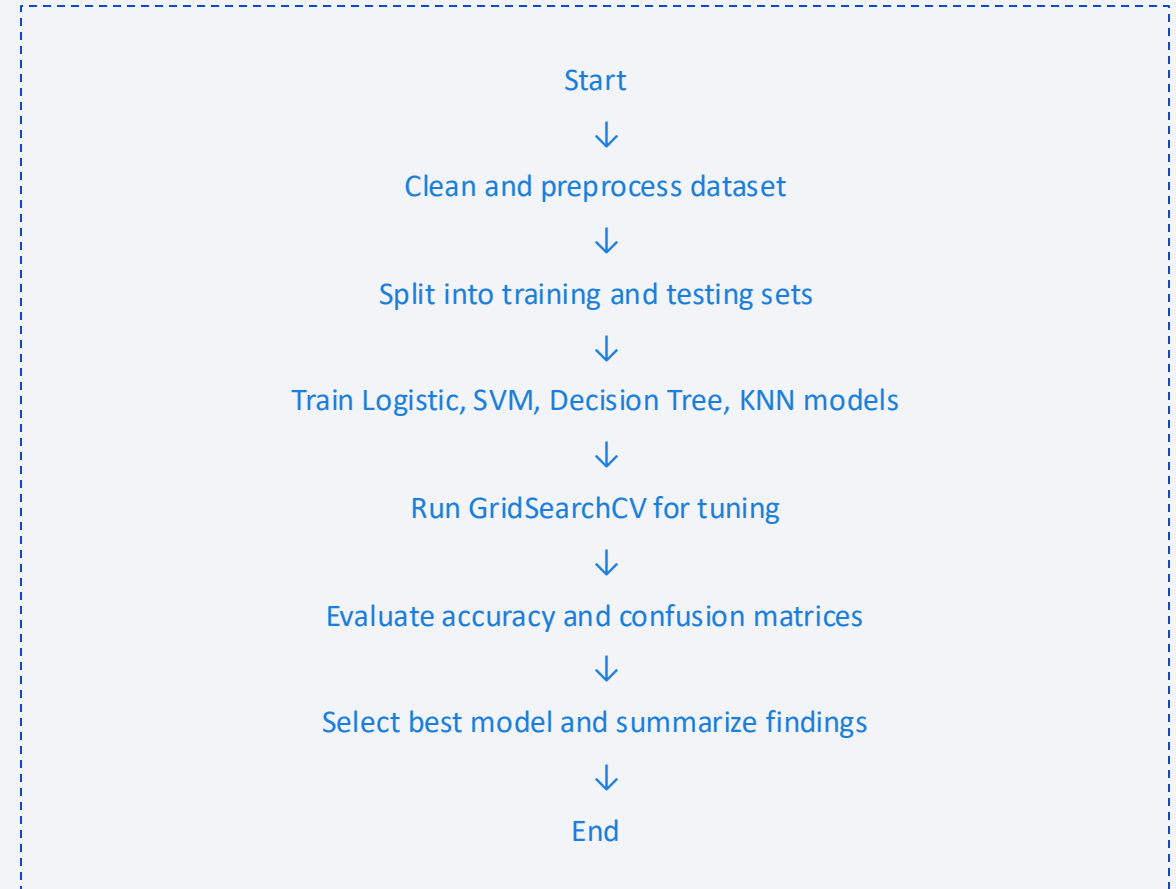 Start
↓
Clean and preprocess dataset
↓
Split into training and testing sets
↓
Train Logistic, SVM, Decision Tree, KNN models
↓
Run GridSearchCV for tuning
↓
Evaluate accuracy and confusion matrices
↓
Select best model and summarize findings
↓
End